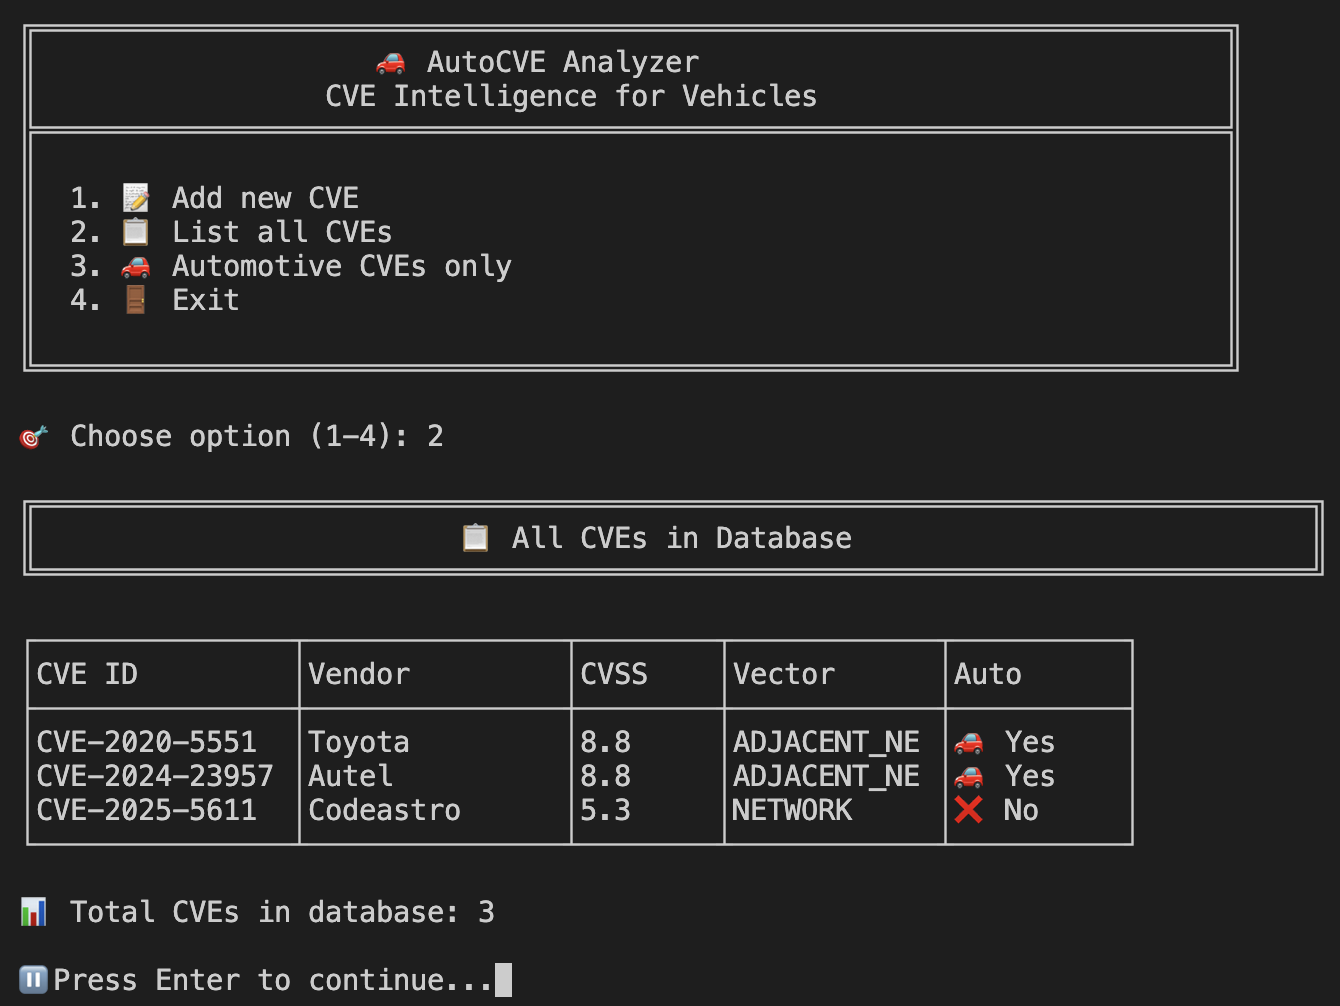 🚗 AutoCVE Analyzer
CVE Intelligence for Vehicles
1. 📝 Add new CVE
2. 📋 List all CVEs
3. 🚗 Automotive CVEs only
4. 🚪 Exit
🎯 Choose option (1-4): 2
📋 All CVEs in Database
CVE ID Vendor CVSS Vector Auto
CVE-2020-5551 Toyota 8.8 ADJACENT_NE 🚗 Yes
CVE-2024-23957 Autel 8.8 ADJACENT_NE 🚗 Yes
CVE-2025-5611 Codeastro 5.3 NETWORK ❌ No
📊 Total CVEs in database: 3
⏸️Press Enter to continue...